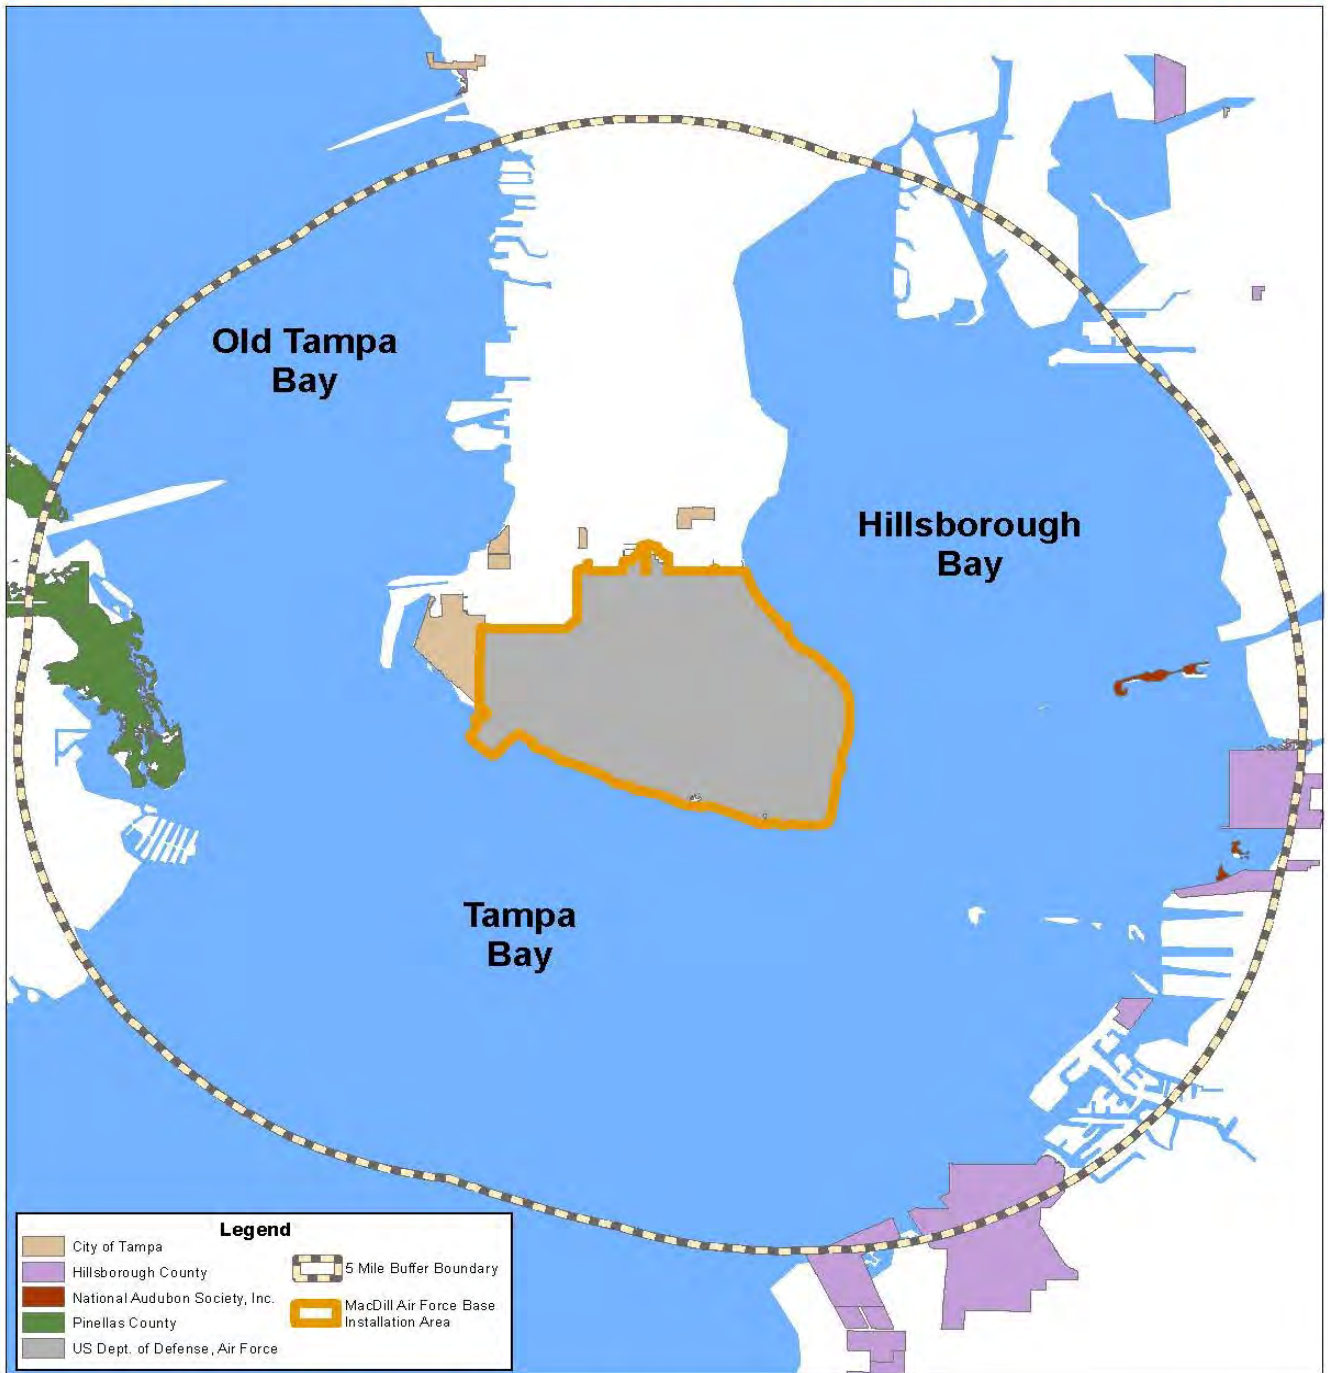 Old Tampa
Bay
Hillsborough
Bay
Tampa
Bay
Legend
City of Tampa
Hillsborough County
National Audubon Society, Inc.
Pinellas County
US Dept. of Defense, Air Force
5 Mile Buffer Boundary
MacDill Air Force Base
Installation Area